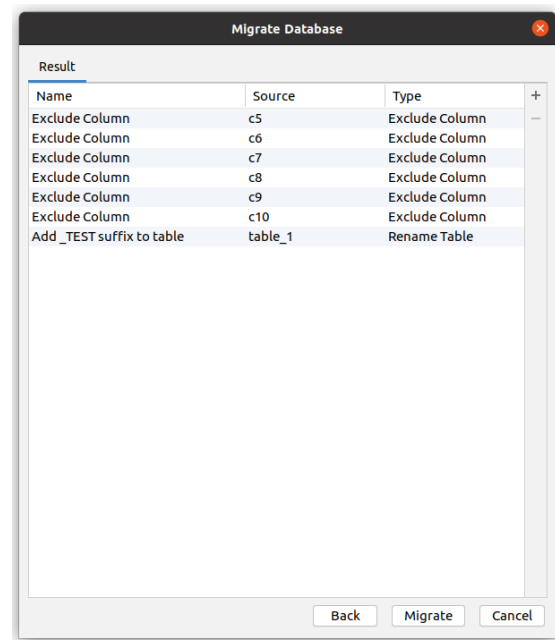 Migrate Database
Result
Name Source Type
Exclude Column c5 Exclude Column
Exclude Column c6 Exclude Column
Exclude Column c7 Exclude Column
Exclude Column c8 Exclude Column
Exclude Column c9 Exclude Column
Exclude Column c10 Exclude Column
Add _TEST suffix to table table_1 Rename Table
Back Migrate Cancel